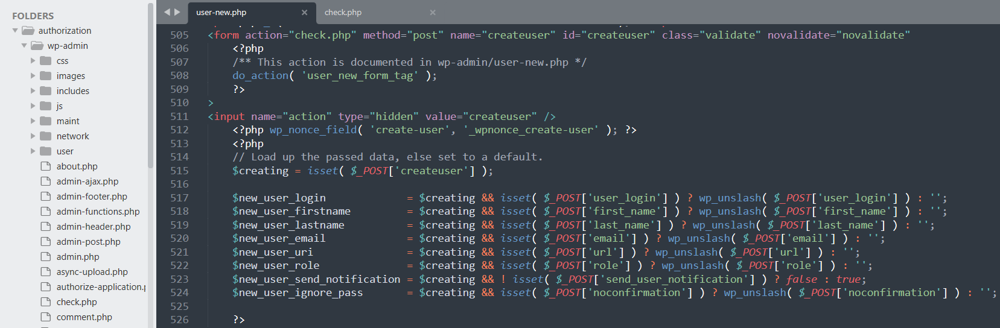 FOLDERS
authorization
wp-admin
css
images
includes
js
maint
network
user
about.php
admin-ajax.php
admin-footer.php
admin-functions.php
admin-header.php
admin-post.php
admin.php
async-upload.php
authorize-application.p
check.php
comment.php
user-new.php ×
check.php ×
505 <form action="check.php" method="post" name="createuser" id="createuser" class="validate" novalidate="novalidate"
506 <?php
507 /** This action is documented in wp-admin/user-new.php */
508 do_action( 'user_new_form_tag' );
509 ?>
510 >
511 <input name="action" type="hidden" value="createuser" />
512 <?php wp_nonce_field( 'create-user', '_wpnonce_create-user' ); ?>
513 <?php
514 // Load up the passed data, else set to a default.
515 $creating = isset( $_POST['createuser'] );
516
517 $new_user_login = $creating && isset( $_POST['user_login'] ) ? wp_unslash( $_POST['user_login'] ) : '';
518 $new_user_firstname = $creating && isset( $_POST['first_name'] ) ? wp_unslash( $_POST['first_name'] ) : '';
519 $new_user_lastname = $creating && isset( $_POST['last_name'] ) ? wp_unslash( $_POST['last_name'] ) : '';
520 $new_user_email = $creating && isset( $_POST['email'] ) ? wp_unslash( $_POST['email'] ) : '';
521 $new_user_uri = $creating && isset( $_POST['url'] ) ? wp_unslash( $_POST['url'] ) : '';
522 $new_user_role = $creating && isset( $_POST['role'] ) ? wp_unslash( $_POST['role'] ) : '';
523 $new_user_send_notification = $creating && ! isset( $_POST['send_user_notification'] ) ? false : true;
524 $new_user_ignore_pass = $creating && isset( $_POST['noconfirmation'] ) ? wp_unslash( $_POST['noconfirmation'] ) : '';
525
526 ?>